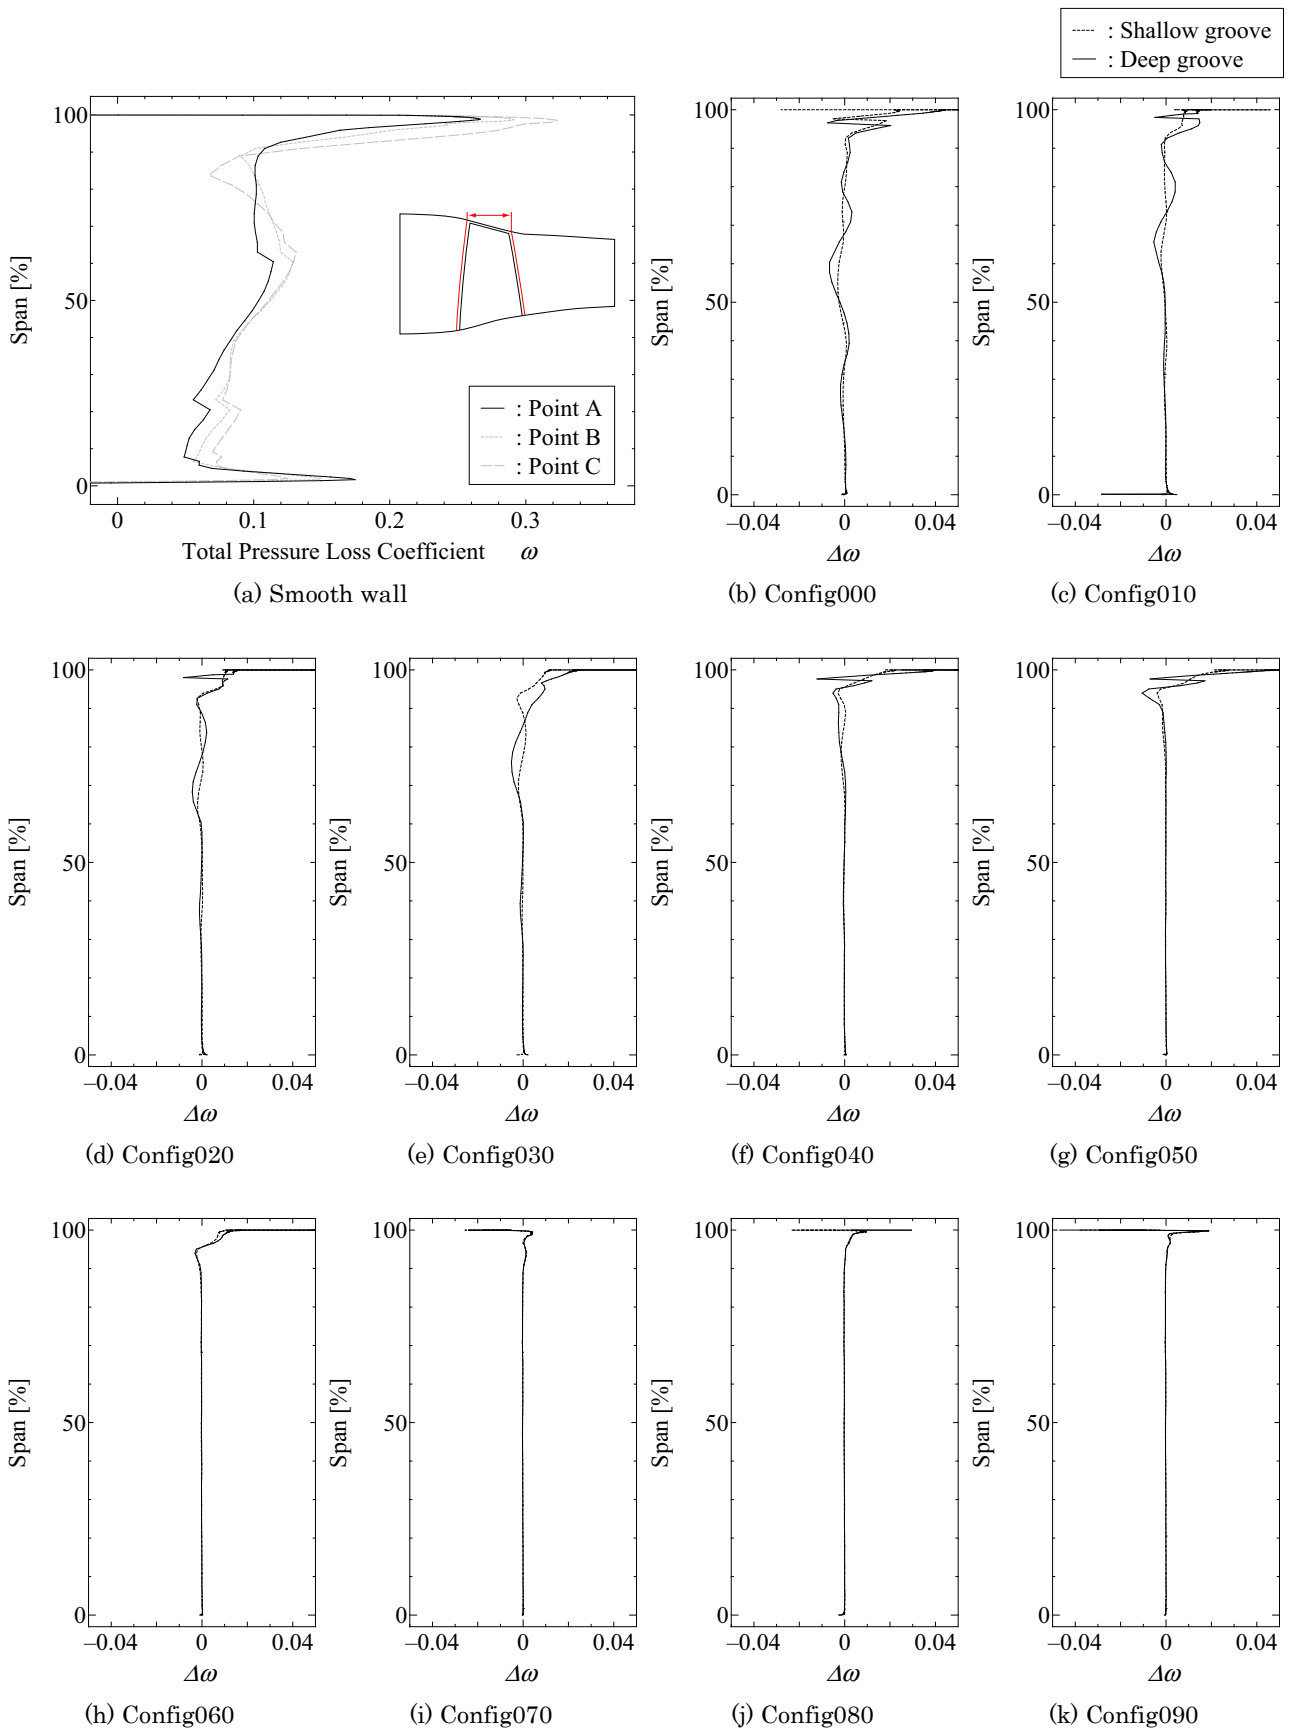 : Shallow groove
: Deep groove
100
50
0
Span [%]
0
0.1
0.2
0.3
Total Pressure Loss Coefficient ω
: Point A
: Point B
: Point C
(a) Smooth wall
100
50
0
Span [%]
−0.04
0
0.04
Δω
(b) Config000
100
50
0
Span [%]
−0.04
0
0.04
Δω
(c) Config010
100
50
0
Span [%]
−0.04
0
0.04
Δω
(d) Config020
100
50
0
Span [%]
−0.04
0
0.04
Δω
(e) Config030
100
50
0
Span [%]
−0.04
0
0.04
Δω
(f) Config040
100
50
0
Span [%]
−0.04
0
0.04
Δω
(g) Config050
100
50
0
Span [%]
−0.04
0
0.04
Δω
(h) Config060
100
50
0
Span [%]
−0.04
0
0.04
Δω
(i) Config070
100
50
0
Span [%]
−0.04
0
0.04
Δω
(j) Config080
100
50
0
Span [%]
−0.04
0
0.04
Δω
(k) Config090